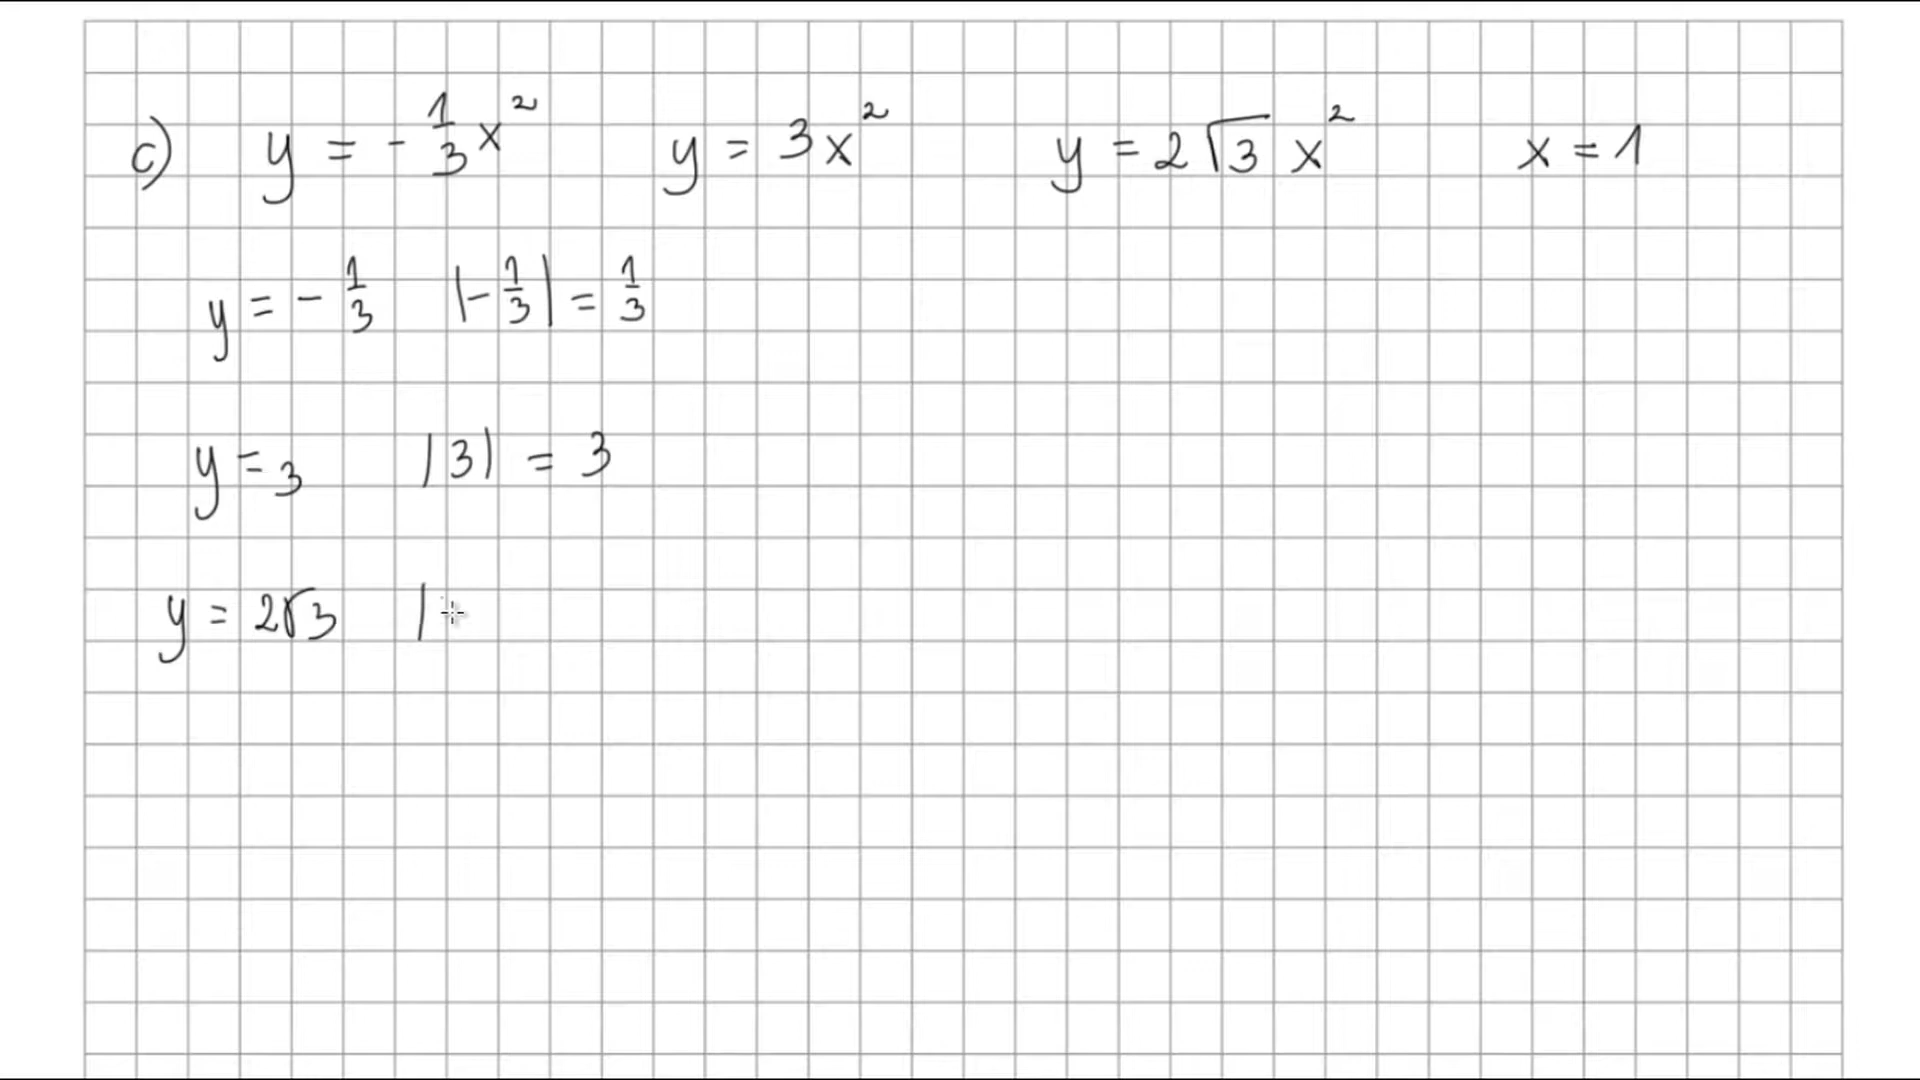 c) y = -1/3 x² y = 3x² y = 2√3 x² x = 1
y = - 1/3 |- 1/3| = 1/3
y = 3 |3| = 3
y = 2√3 |